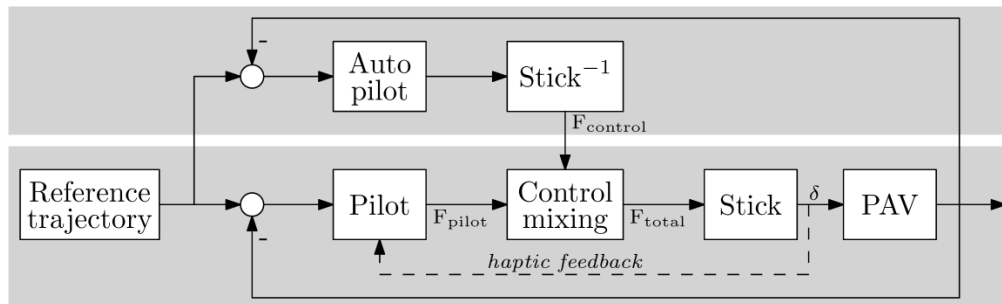 -
Auto
pilot
Stick⁻¹
F_control
Reference
trajectory
Pilot
F_pilot
Control
mixing
F_total
Stick
δ
PAV
-
haptic feedback